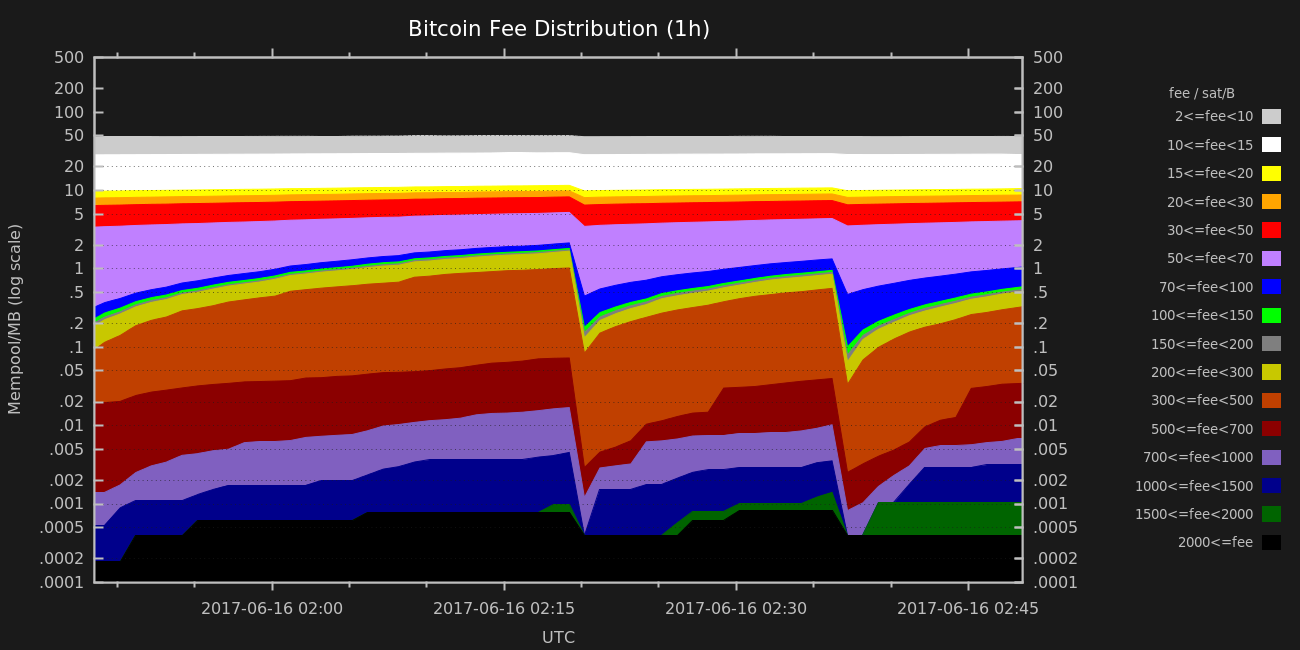 Bitcoin Fee Distribution (1h)
500
200
100
50
20
10
5
2
1
.5
.2
.1
.05
.02
.01
.005
.002
.001
.0005
.0002
.0001
Mempool/MB (log scale)
500
200
100
50
20
10
5
2
1
.5
.2
.1
.05
.02
.01
.005
.002
.001
.0005
.0002
.0001
2017-06-16 02:00
2017-06-16 02:15
2017-06-16 02:30
2017-06-16 02:45
UTC
fee / sat/B
2<=fee<10
10<=fee<15
15<=fee<20
20<=fee<30
30<=fee<50
50<=fee<70
70<=fee<100
100<=fee<150
150<=fee<200
200<=fee<300
300<=fee<500
500<=fee<700
700<=fee<1000
1000<=fee<1500
1500<=fee<2000
2000<=fee